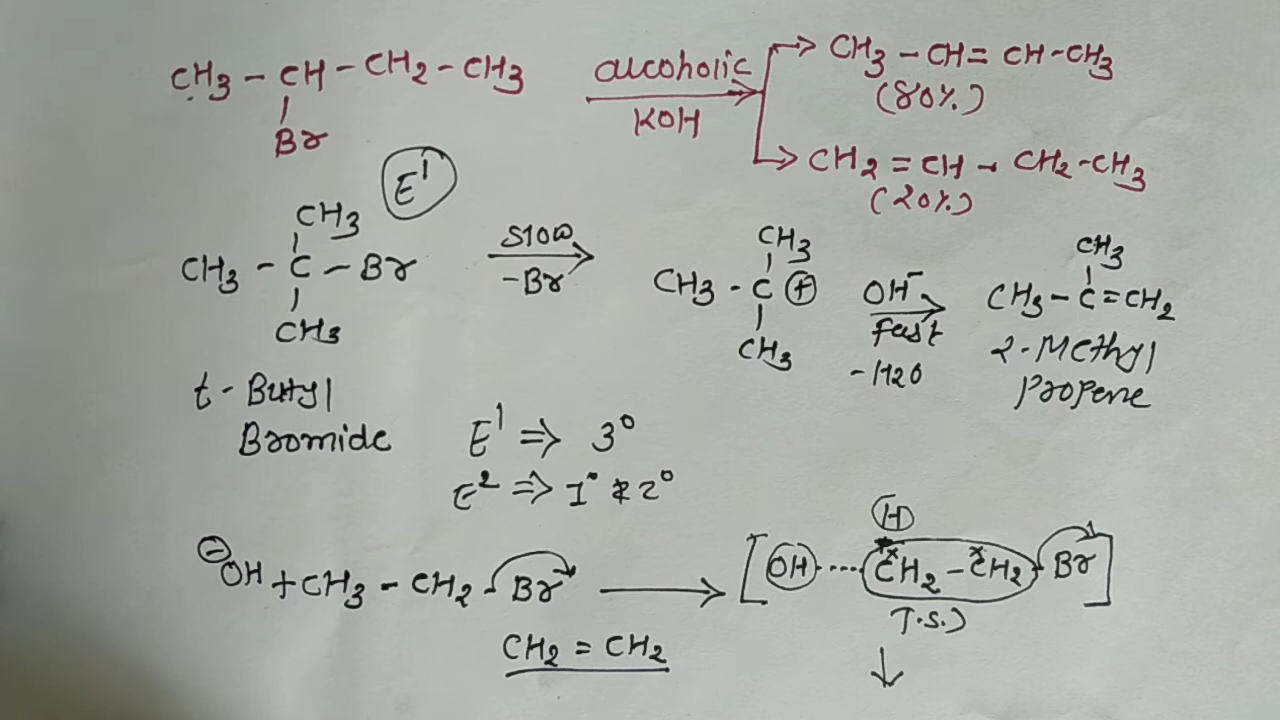 CH3 - CH - CH2 - CH3 alcoholic KOH → CH3 - CH = CH - CH3
(80%)
Br
→ CH2 = CH - CH2 - CH3
(20%)
E1
CH3
CH3 - C - Br
CH3
slow
-Br
CH3
CH3 - C ⊕
CH3
OH-
fast
-H2O
CH3
CH3 - C = CH2
2-Methyl
propene
t - Butyl
Bromide
E1 ⇒ 3°
E2 ⇒ 1° & 2°
⊖OH + CH3 - CH2 - Br → [OH ···· CH2 - CH2 - Br]
H
T.S.)
CH2 = CH2
↓